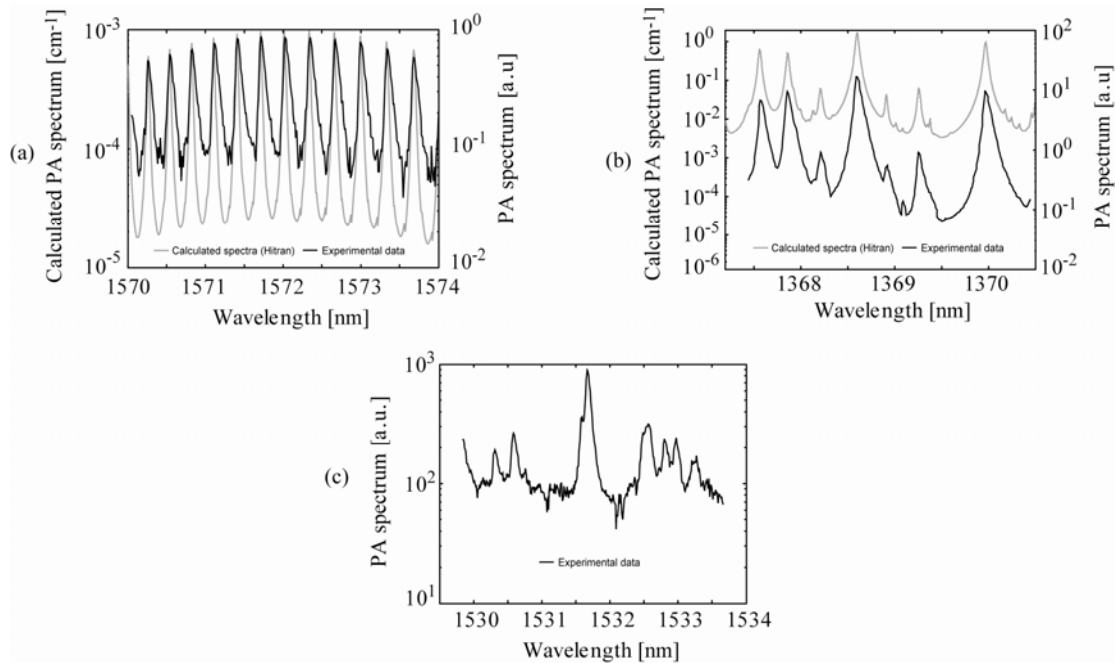 (a)
Calculated PA spectrum [cm⁻¹]
10⁻³
10⁻⁴
10⁻⁵
10⁰
10⁻¹
10⁻²
PA spectrum [a.u]
Calculated spectra (Hitran)
Experimental data
1570 1571 1572 1573 1574
Wavelength [nm]
(b)
Calculated PA spectrum [cm⁻¹]
10⁰
10⁻¹
10⁻²
10⁻³
10⁻⁴
10⁻⁵
10⁻⁶
10²
10¹
10⁰
10⁻¹
10⁻²
PA spectrum [a.u]
Calculated spectra (Hitran)
Experimental data
1368 1369 1370
Wavelength [nm]
(c)
PA spectrum [a.u.]
10³
10²
10¹
Experimental data
1530 1531 1532 1533 1534
Wavelength [nm]